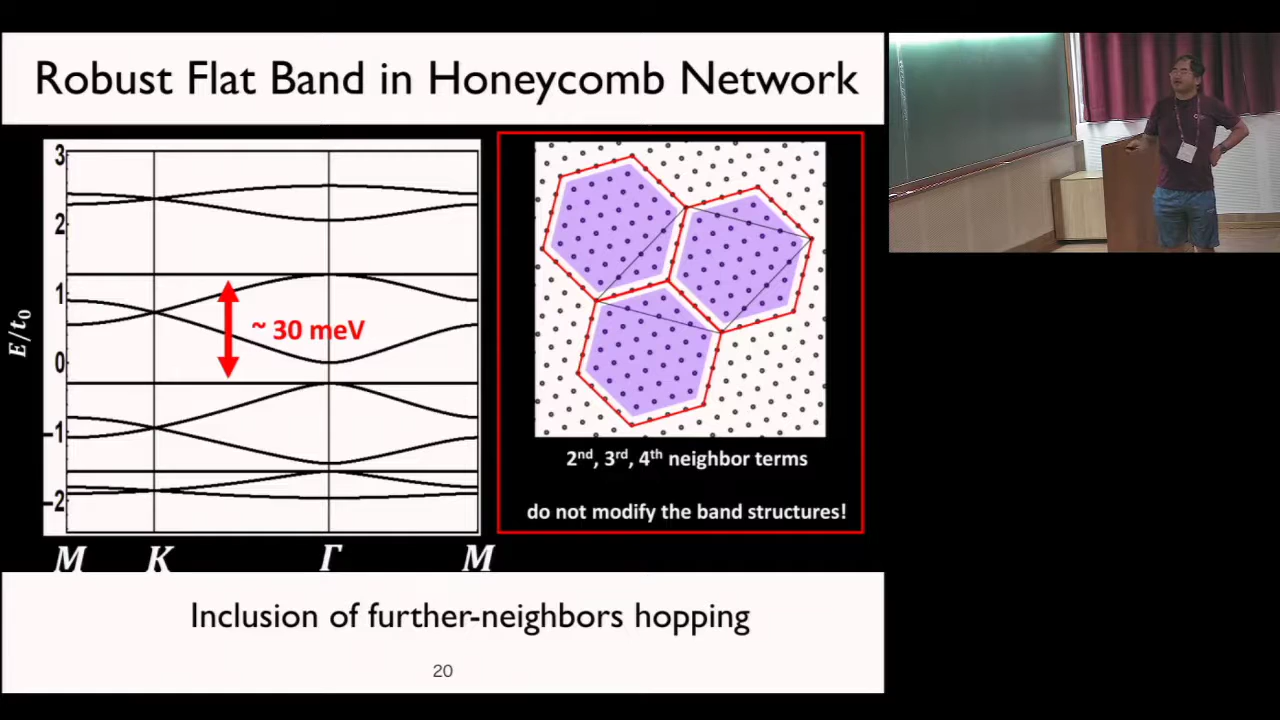 Robust Flat Band in Honeycomb Network
3
2
1
0
−1
−2
E/t₀
~ 30 meV
M K Γ M
2nd, 3rd, 4th neighbor terms
do not modify the band structures!
Inclusion of further-neighbors hopping
20